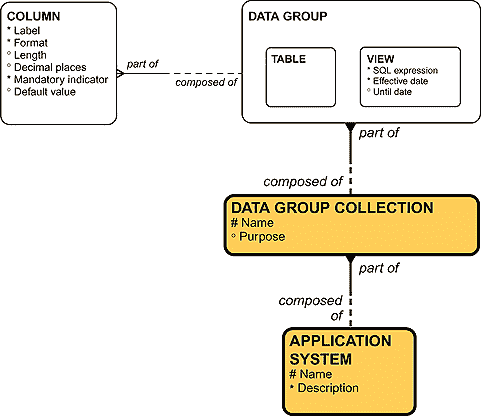 COLUMN
* Label
* Format
° Length
° Decimal places
* Mandatory indicator
° Default value
part of
composed of
DATA GROUP
TABLE
VIEW
* SQL expression
* Effective date
° Until date
part of
composed of
DATA GROUP COLLECTION
# Name
° Purpose
part of
composed
of
APPLICATION
SYSTEM
# Name
* Description